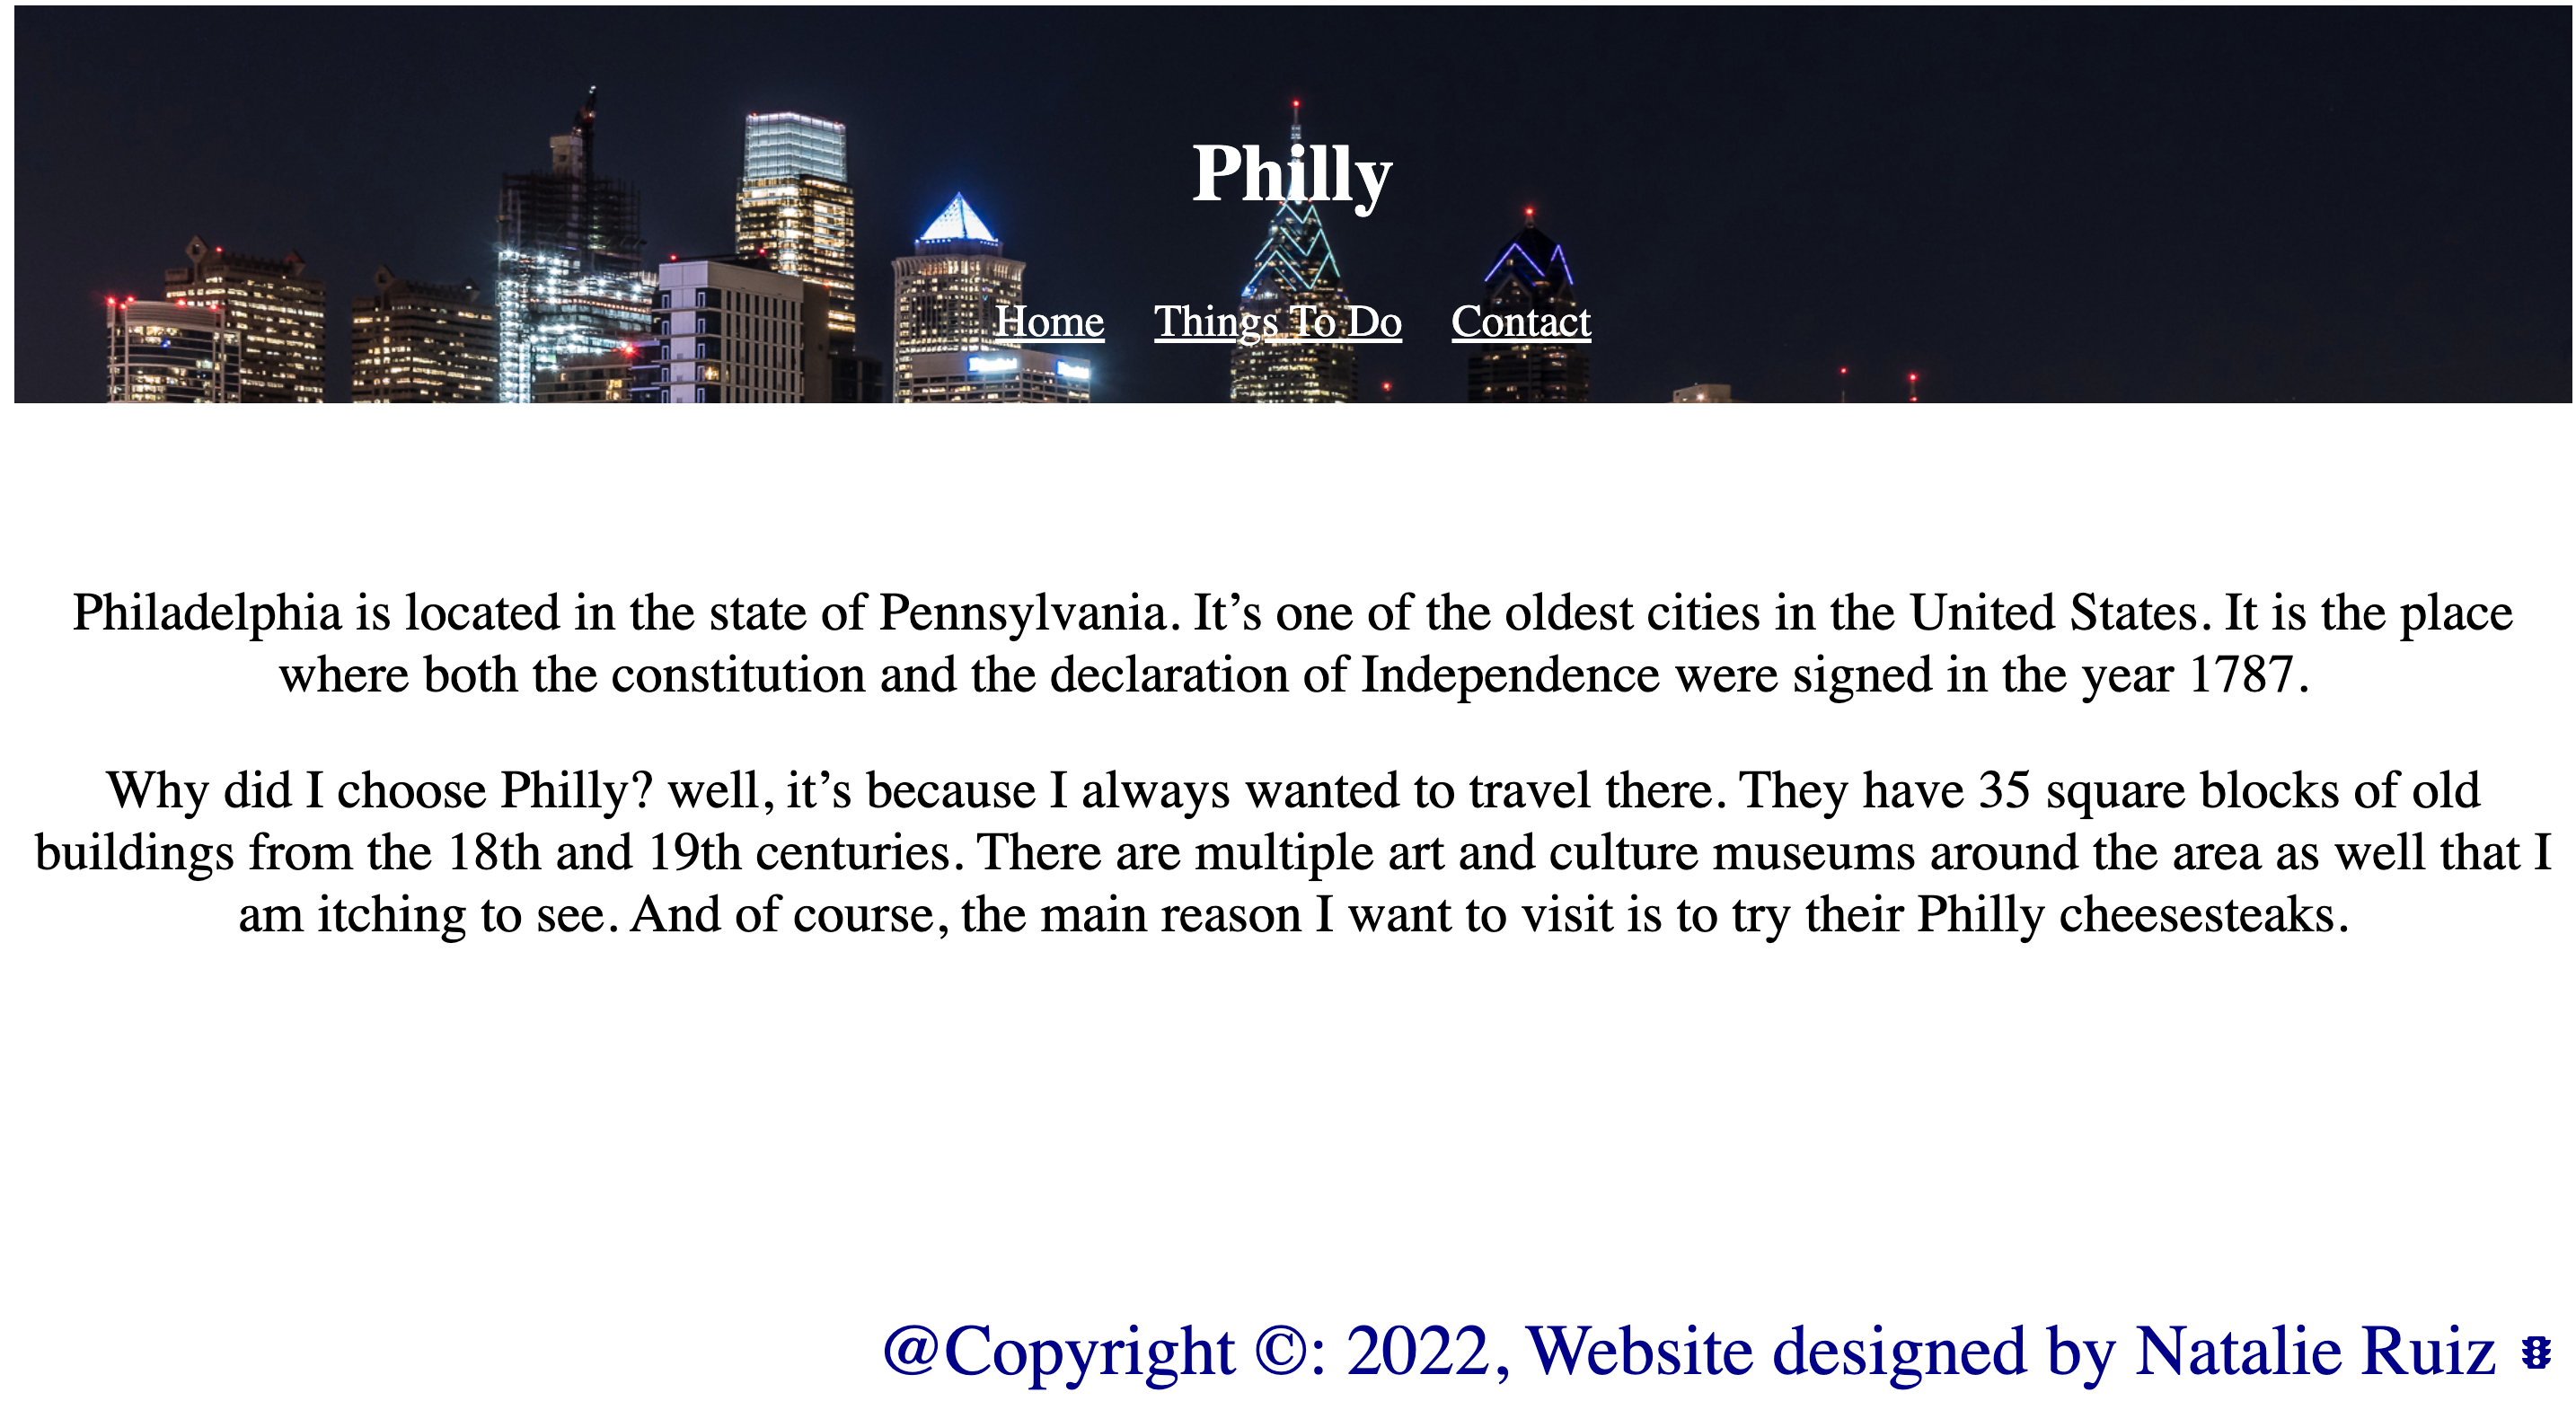 Philly
Home Things To Do Contact
Philadelphia is located in the state of Pennsylvania. It’s one of the oldest cities in the United States. It is the place
where both the constitution and the declaration of Independence were signed in the year 1787.
Why did I choose Philly? well, it’s because I always wanted to travel there. They have 35 square blocks of old
buildings from the 18th and 19th centuries. There are multiple art and culture museums around the area as well that I
am itching to see. And of course, the main reason I want to visit is to try their Philly cheesesteaks.
@Copyright ©: 2022, Website designed by Natalie Ruiz